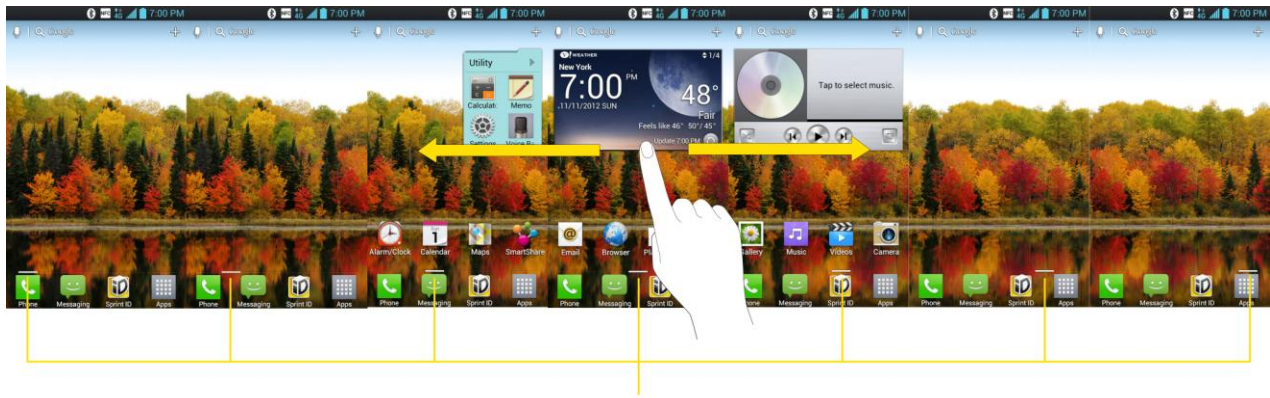 7:00 PM 7:00 PM 7:00 PM 7:00 PM 7:00 PM 7:00 PM 7:00 PM
Google Google Google Google Google Google Google
Utility
Calculat Memo
Settings Voice Re
Y! WEATHER 1/4
New York
7:00 PM
11/11/2012 SUN
48°
Fair
Feels like 46° 50°/ 45°
Update 7:00 PM
Tap to select music.
Alarm/Clock Calendar Maps SmartShare Email Browser Pla Gallery Music Videos Camera
Phone Messaging Sprint ID Apps Phone Messaging Sprint ID Apps Phone Messaging Sprint ID Apps Phone Messaging Sprint Phone Messaging Sprint ID Apps Phone Messaging Sprint ID Apps Phone Messaging Sprint ID Apps